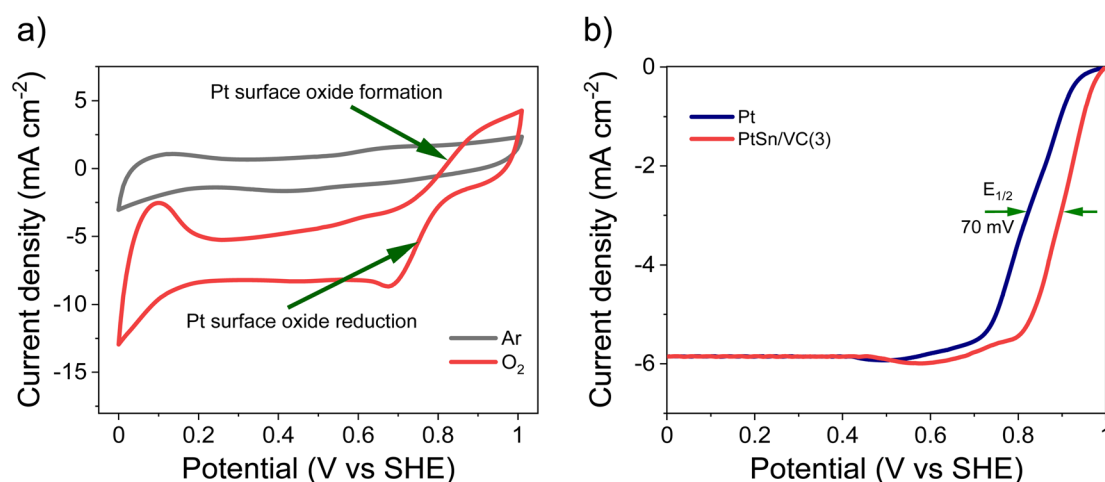 a)
Current density (mA cm⁻²)
5
0
-5
-10
-15
Pt surface oxide formation
Pt surface oxide reduction
Ar
O₂
0 0.2 0.4 0.6 0.8 1
Potential (V vs SHE)
b)
Current density (mA cm⁻²)
0
-2
-4
-6
Pt
PtSn/VC(3)
E₁/₂
70 mV
0 0.2 0.4 0.6 0.8 1
Potential (V vs SHE)